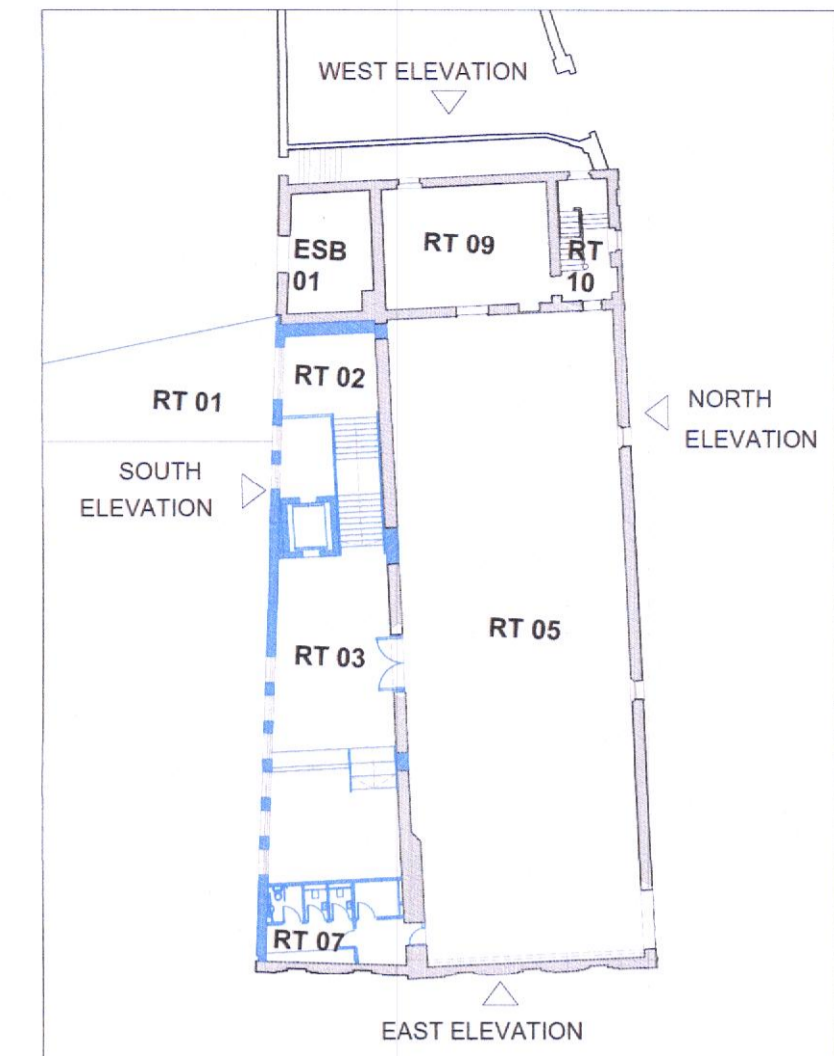 WEST ELEVATION
ESB
01
RT 09
RT
10
RT 02
RT 01
NORTH
ELEVATION
SOUTH
ELEVATION
RT 03
RT 05
RT 07
EAST ELEVATION